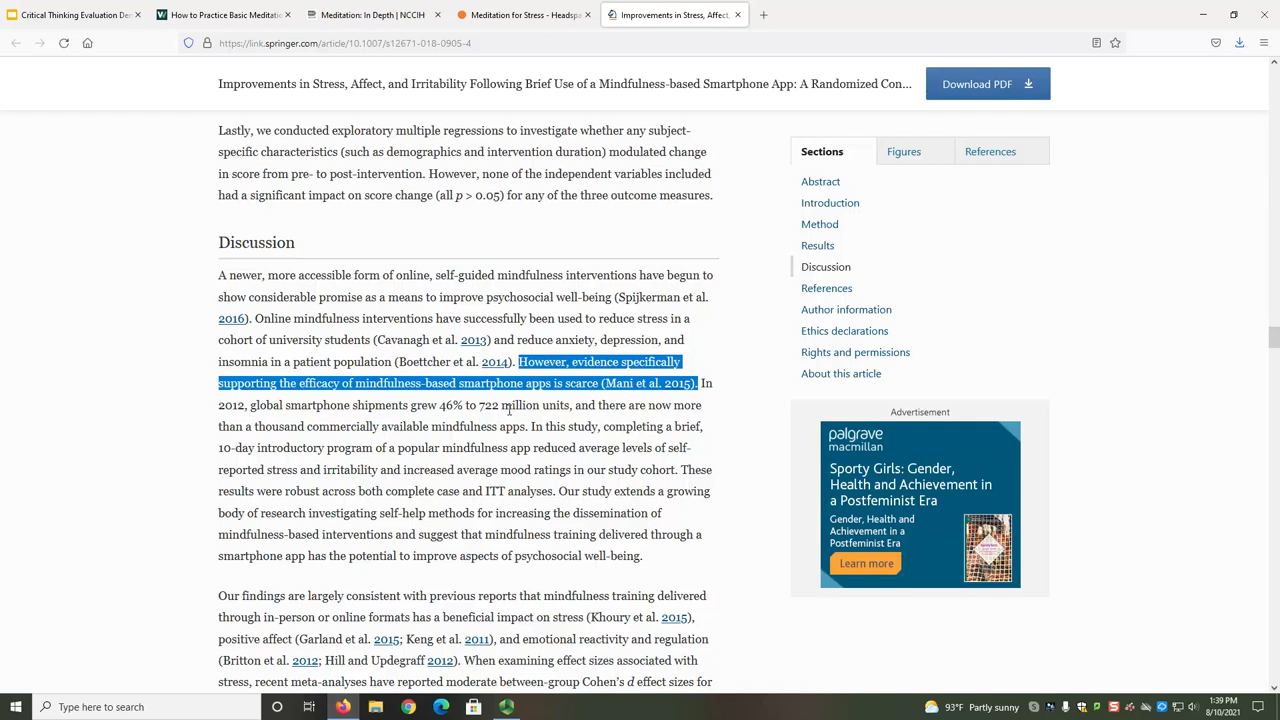 Critical Thinking Evaluation De
How to Practice Basic Meditati
Meditation: In Depth | NCCIH
Meditation for Stress - Headspa
Improvements in Stress, Affect,
https://link.springer.com/article/10.1007/s12671-018-0905-4
Improvements in Stress, Affect, and Irritability Following Brief Use of a Mindfulness-based Smartphone App: A Randomized Con...
Download PDF
Lastly, we conducted exploratory multiple regressions to investigate whether any subject-
specific characteristics (such as demographics and intervention duration) modulated change
in score from pre- to post-intervention. However, none of the independent variables included
had a significant impact on score change (all p > 0.05) for any of the three outcome measures.
Discussion
A newer, more accessible form of online, self-guided mindfulness interventions have begun to
show considerable promise as a means to improve psychosocial well-being (Spijkerman et al.
2016). Online mindfulness interventions have successfully been used to reduce stress in a
cohort of university students (Cavanagh et al. 2013) and reduce anxiety, depression, and
insomnia in a patient population (Boettcher et al. 2014). However, evidence specifically
supporting the efficacy of mindfulness-based smartphone apps is scarce (Mani et al. 2015). In
2012, global smartphone shipments grew 46% to 722 million units, and there are now more
than a thousand commercially available mindfulness apps. In this study, completing a brief,
10-day introductory program of a popular mindfulness app reduced average levels of self-
reported stress and irritability and increased average mood ratings in our study cohort. These
results were robust across both complete case and ITT analyses. Our study extends a growing
body of research investigating self-help methods for increasing the dissemination of
mindfulness-based interventions and suggest that mindfulness training delivered through a
smartphone app has the potential to improve aspects of psychosocial well-being.
Our findings are largely consistent with previous reports that mindfulness training delivered
through in-person or online formats has a beneficial impact on stress (Khoury et al. 2015),
positive affect (Garland et al. 2015; Keng et al. 2011), and emotional reactivity and regulation
(Britton et al. 2012; Hill and Updegraff 2012). When examining effect sizes associated with
stress, recent meta-analyses have reported moderate between-group Cohen's d effect sizes for
Sections
Figures
References
Abstract
Introduction
Method
Results
Discussion
References
Author information
Ethics declarations
Rights and permissions
About this article
Advertisement
palgrave
macmillan
Sporty Girls: Gender,
Health and Achievement in
a Postfeminist Era
Gender, Health and
Achievement in a
Postfeminist Era
Learn more
Type here to search
93°F Partly sunny
1:39 PM
8/10/2021